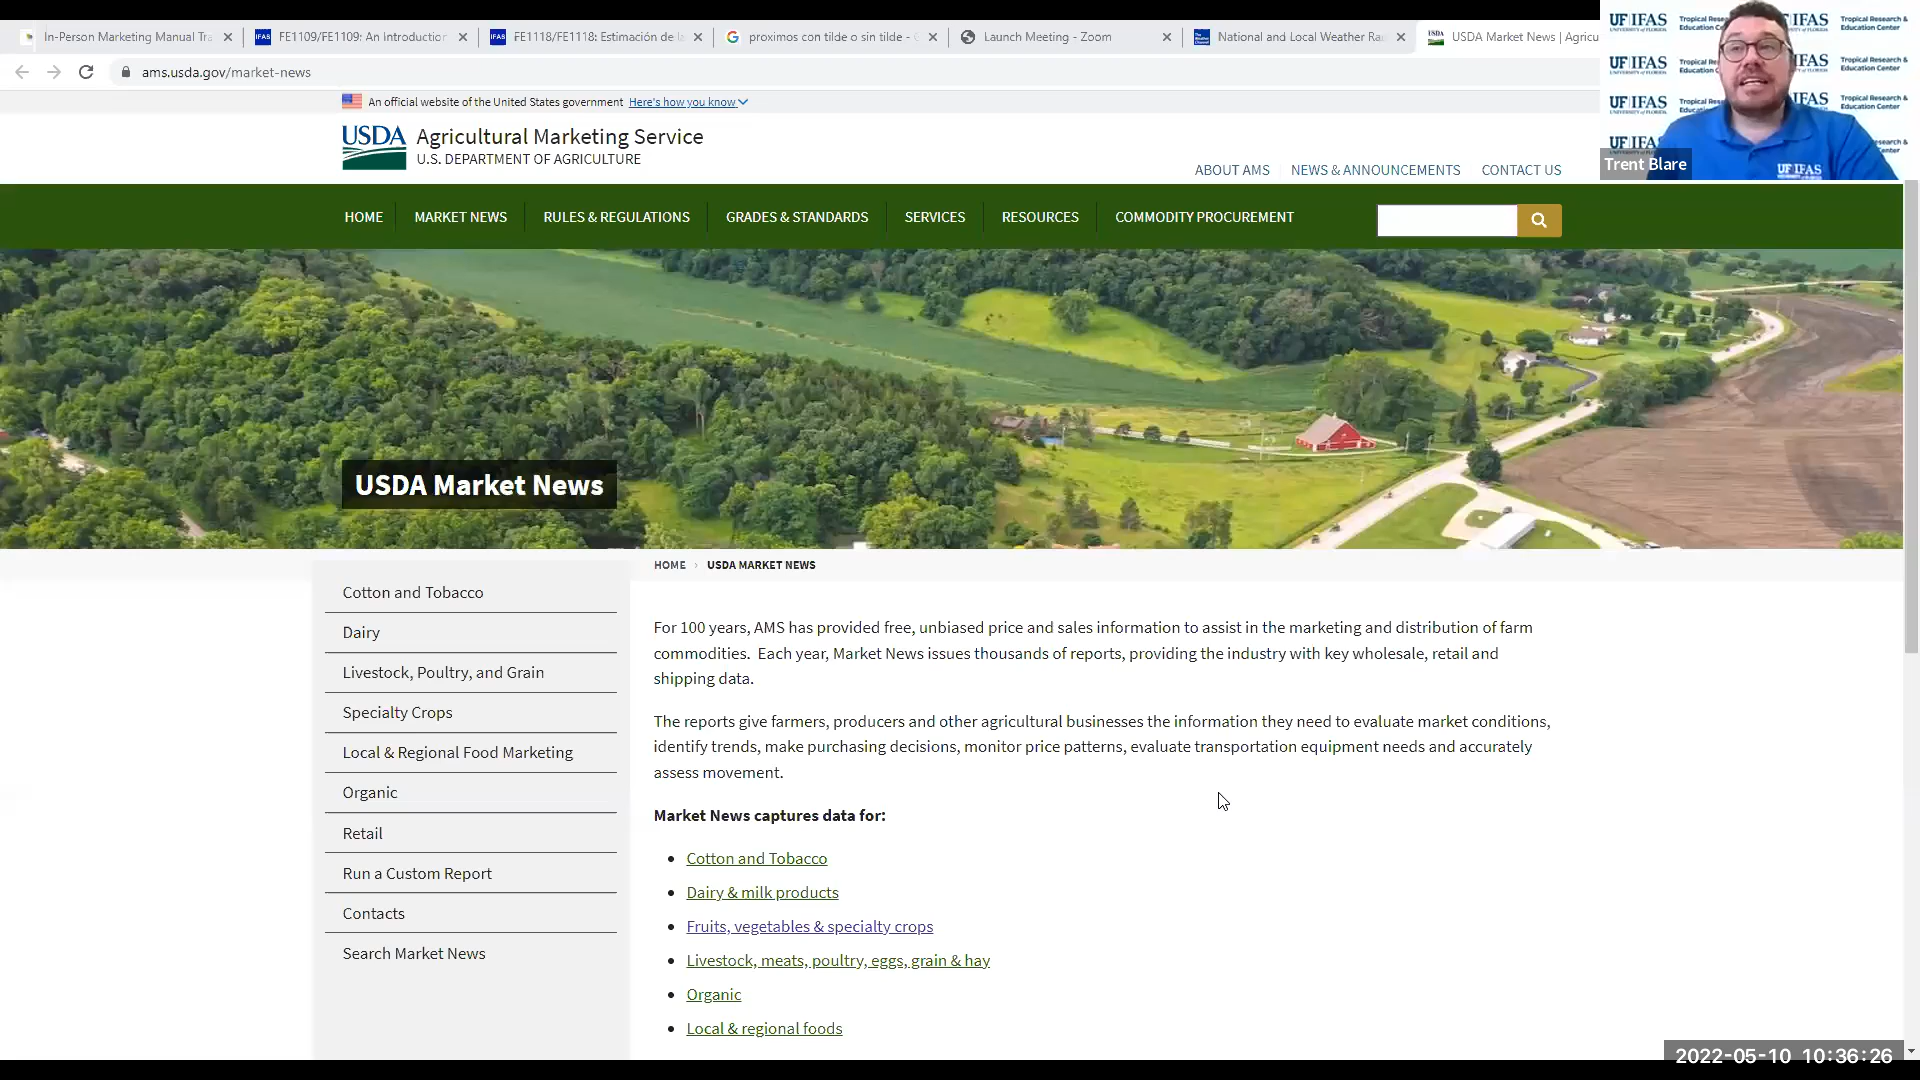 In-Person Marketing Manual Tra
FE1109/FE1109: An Introduction
FE1118/FE1118: Estimación de la
proximos con tilde o sin tilde -
Launch Meeting - Zoom
National and Local Weather Ra
USDA Market News | Agricu
ams.usda.gov/market-news
An official website of the United States government Here's how you know
USDA Agricultural Marketing Service
U.S. DEPARTMENT OF AGRICULTURE
ABOUT AMS NEWS & ANNOUNCEMENTS CONTACT US
UF IFAS Tropical Research & Education Center
Trent Blare
HOME MARKET NEWS RULES & REGULATIONS GRADES & STANDARDS SERVICES RESOURCES COMMODITY PROCUREMENT
USDA Market News
HOME › USDA MARKET NEWS
Cotton and Tobacco
Dairy
Livestock, Poultry, and Grain
Specialty Crops
Local & Regional Food Marketing
Organic
Retail
Run a Custom Report
Contacts
Search Market News
For 100 years, AMS has provided free, unbiased price and sales information to assist in the marketing and distribution of farm
commodities. Each year, Market News issues thousands of reports, providing the industry with key wholesale, retail and
shipping data.
The reports give farmers, producers and other agricultural businesses the information they need to evaluate market conditions,
identify trends, make purchasing decisions, monitor price patterns, evaluate transportation equipment needs and accurately
assess movement.
Market News captures data for:
• Cotton and Tobacco
• Dairy & milk products
• Fruits, vegetables & specialty crops
• Livestock, meats, poultry, eggs, grain & hay
• Organic
• Local & regional foods
2022-05-10 10:36:26